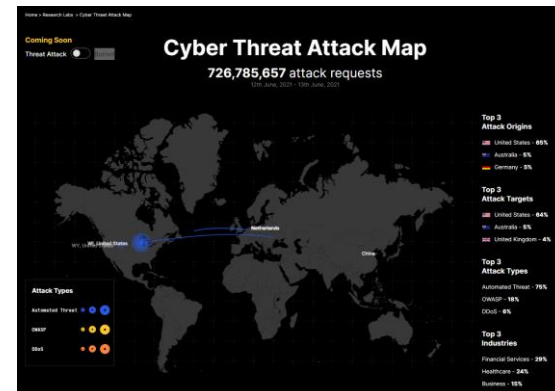 Home > Research Labs > Cyber Threat Attack Map
Coming Soon
Threat Attack
Cyber Threat Attack Map
726,785,657 attack requests
12th June, 2021 - 13th June, 2021
Top 3
Attack Origins
United States - 65%
Australia - 5%
Germany - 5%
Top 3
Attack Targets
United States - 64%
Australia - 5%
United Kingdom - 4%
Top 3
Attack Types
Automated Threat - 75%
OWASP - 18%
DDoS - 6%
Top 3
Industries
Financial Services - 29%
Healthcare - 24%
Business - 15%
Netherlands
WI, United States
WY,
China
Attack Types
Automated Threat
OWASP
DDoS